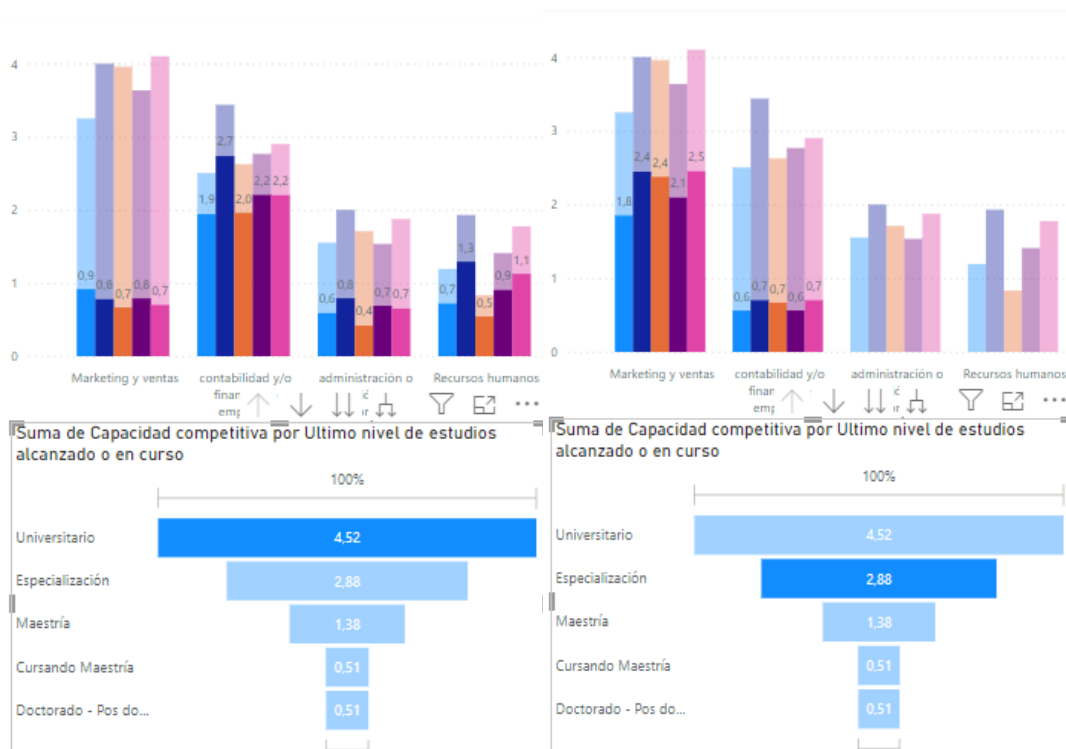 4
3
2
1
0
0,9 0,8 0,7 0,8 0,7
1,9 2,7 2,0 2,2 2,2
0,6 0,8 0,4 0,7 0,7
0,7 1,3 0,5 0,9 1,1
Marketing y ventas
contabilidad y/o
administración o
Recursos humanos
Suma de Capacidad competitiva por Ultimo nivel de estudios
alcanzado o en curso
100%
Universitario 4,52
Especialización 2,88
Maestría 1,38
Cursando Maestría 0,51
Doctorado - Pos do... 0,51
4
3
2
1
0
1,8 2,4 2,4 2,1 2,5
0,6 0,7 0,7 0,6 0,7
Marketing y ventas
contabilidad y/o
administración o
Recursos humanos
Suma de Capacidad competitiva por Ultimo nivel de estudios
alcanzado o en curso
100%
Universitario 4,52
Especialización 2,88
Maestría 1,38
Cursando Maestría 0,51
Doctorado - Pos do... 0,51